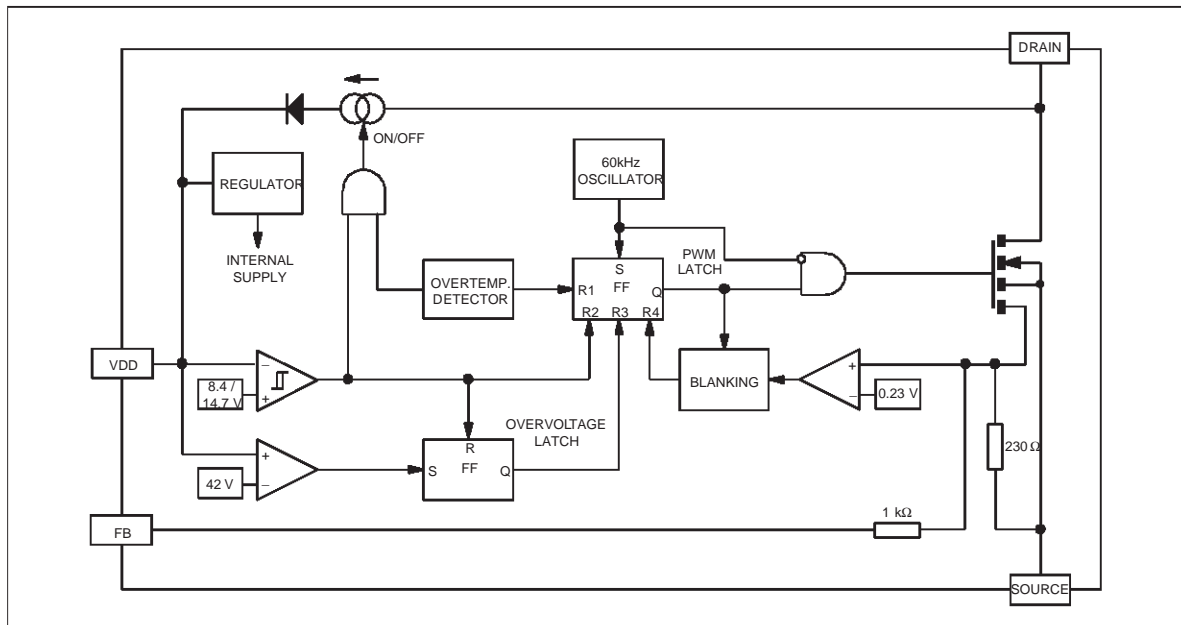 DRAIN
ON/OFF
REGULATOR
INTERNAL
SUPPLY
60kHz
OSCILLATOR
PWM
LATCH
OVERTEMP.
DETECTOR
S
FF
R1
Q
R2 R3 R4
VDD
−
8.4 /
14.7 V
+
BLANKING
+
−
0.23 V
OVERVOLTAGE
LATCH
R
FF
S
Q
+
42 V
−
230 Ω
1 kΩ
FB
SOURCE